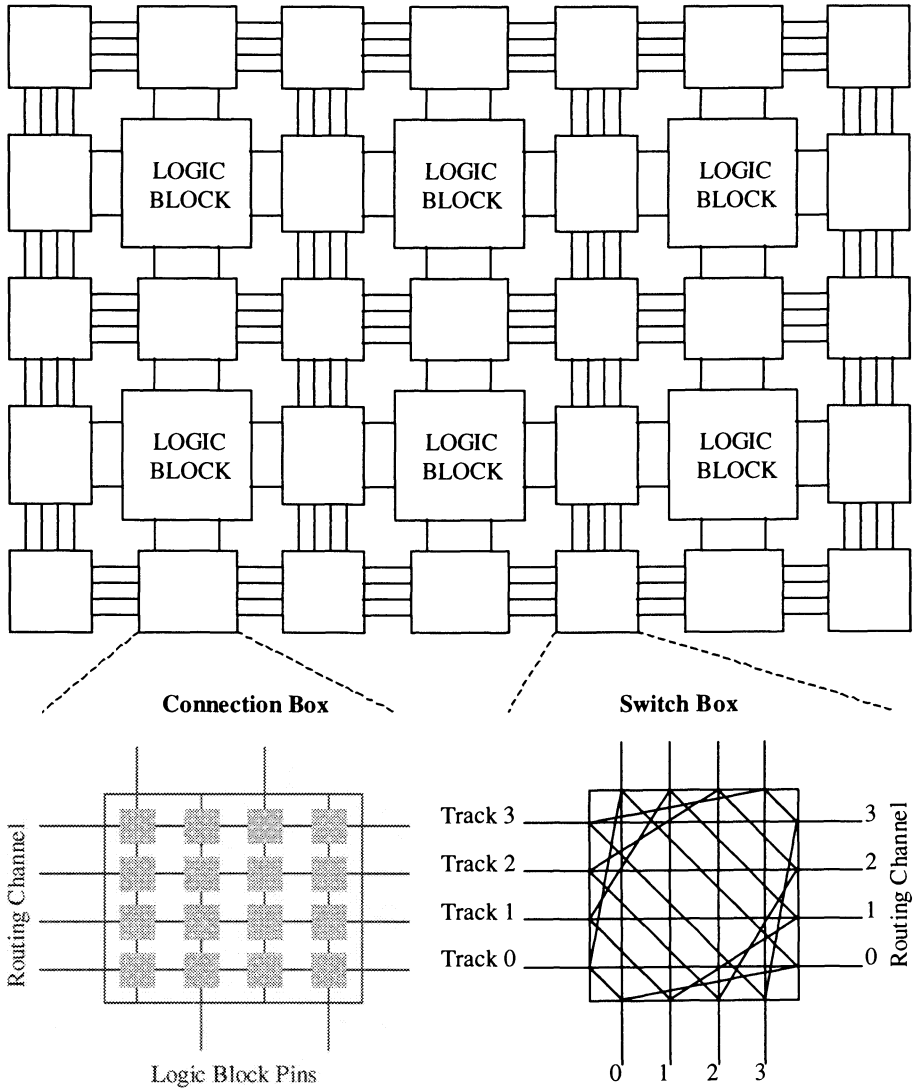 LOGIC
BLOCK
LOGIC
BLOCK
LOGIC
BLOCK
LOGIC
BLOCK
LOGIC
BLOCK
LOGIC
BLOCK
Connection Box
Routing Channel
Logic Block Pins
Switch Box
Track 3
Track 2
Track 1
Track 0
3
2
1
0
Routing Channel
0 1 2 3